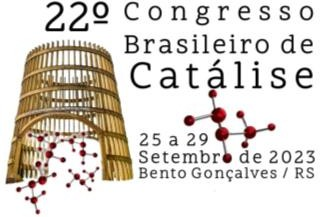 22º Congresso
Brasileiro de
Catálise
25 a 29
Setembro de 2023
Bento Gonçalves / RS